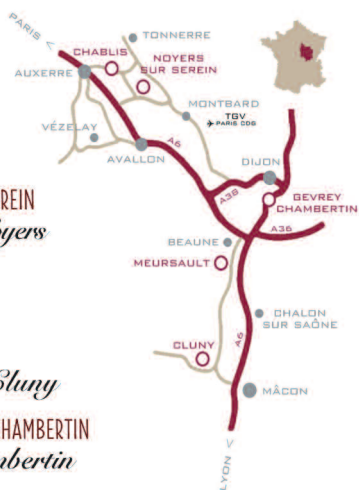 PARIS <
TONNERRE
CHABLIS
NOYERS
SUR SEREIN
AUXERRE
MONTBARD
TGV
PARIS CDG
VÉZELAY
A6
AVALLON
DIJON
A38
REIN
GEVREY
CHAMBERTIN
yers
A36
BEAUNE
MEURSAULT
CHALON
SUR SAÔNE
A6
CLUNY
Cluny
MÂCON
HAMBERTIN
mbertin
LYON <